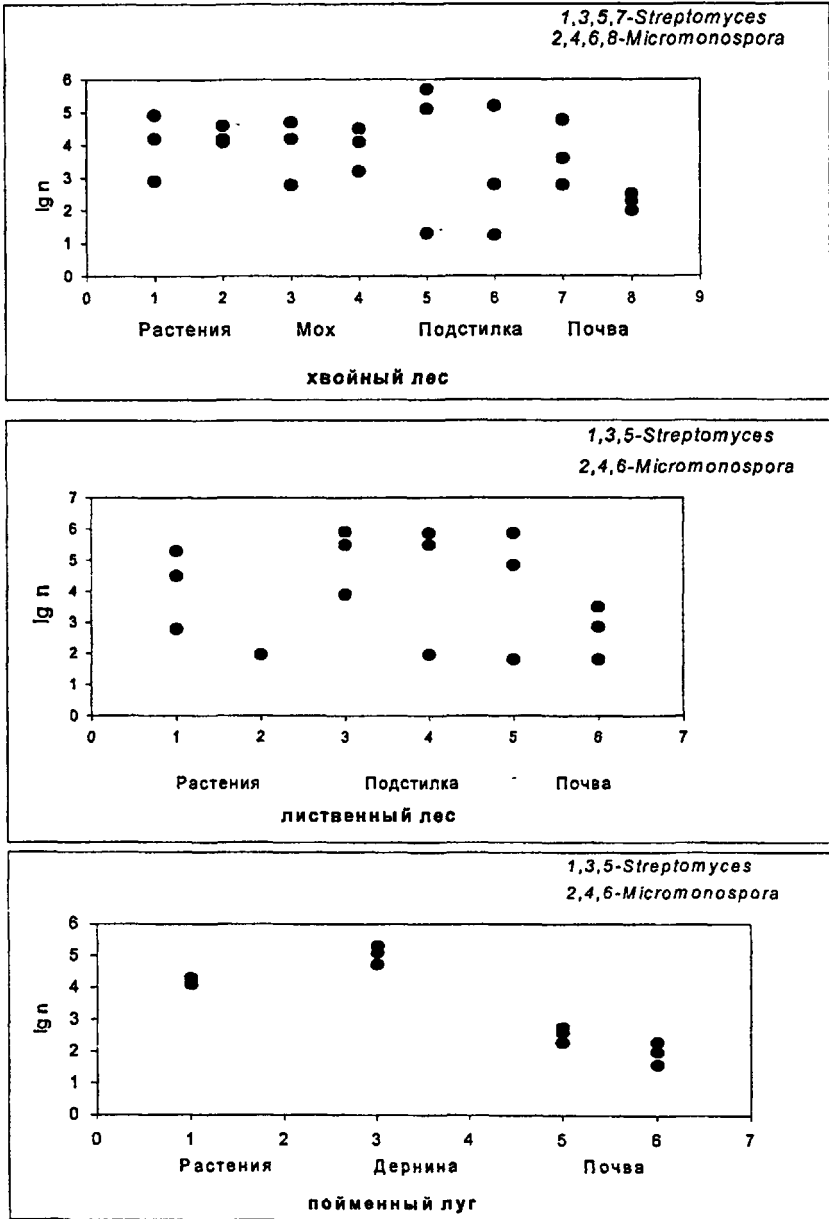 1,3,5,7-Streptomyces
2,4,6,8-Micromonospora
6
5
4
3
2
1
0
lg n
0 1 2 3 4 5 6 7 8 9
Растения Мох Подстилка Почва
хвойный лес
1,3,5-Streptomyces
2,4,6-Micromonospora
7
6
5
4
3
2
1
0
lg n
0 1 2 3 4 5 6 7
Растения Подстилка Почва
лиственный лес
1,3,5-Streptomyces
2,4,6-Micromonospora
6
5
4
3
2
1
0
lg n
0 1 2 3 4 5 6 7
Растения Дернина Почва
пойменный луг